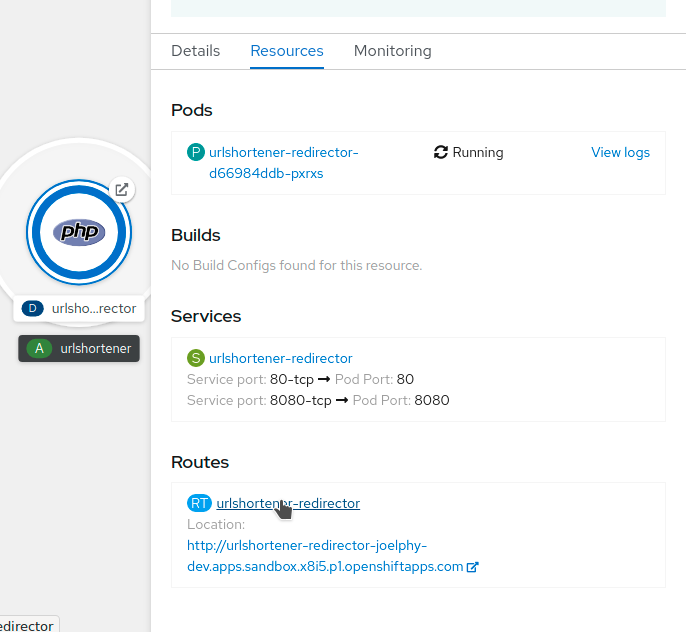 Details Resources Monitoring
Pods
P urlshortener-redirector-
d66984ddb-pxrxs
Running
View logs
php
D urlsho...rector
A urlshortener
Builds
No Build Configs found for this resource.
Services
S urlshortener-redirector
Service port: 80-tcp → Pod Port: 80
Service port: 8080-tcp → Pod Port: 8080
Routes
RT urlshortener-redirector
Location:
http://urlshortener-redirector-joelphy-
dev.apps.sandbox.x8i5.p1.openshiftapps.com
edirector